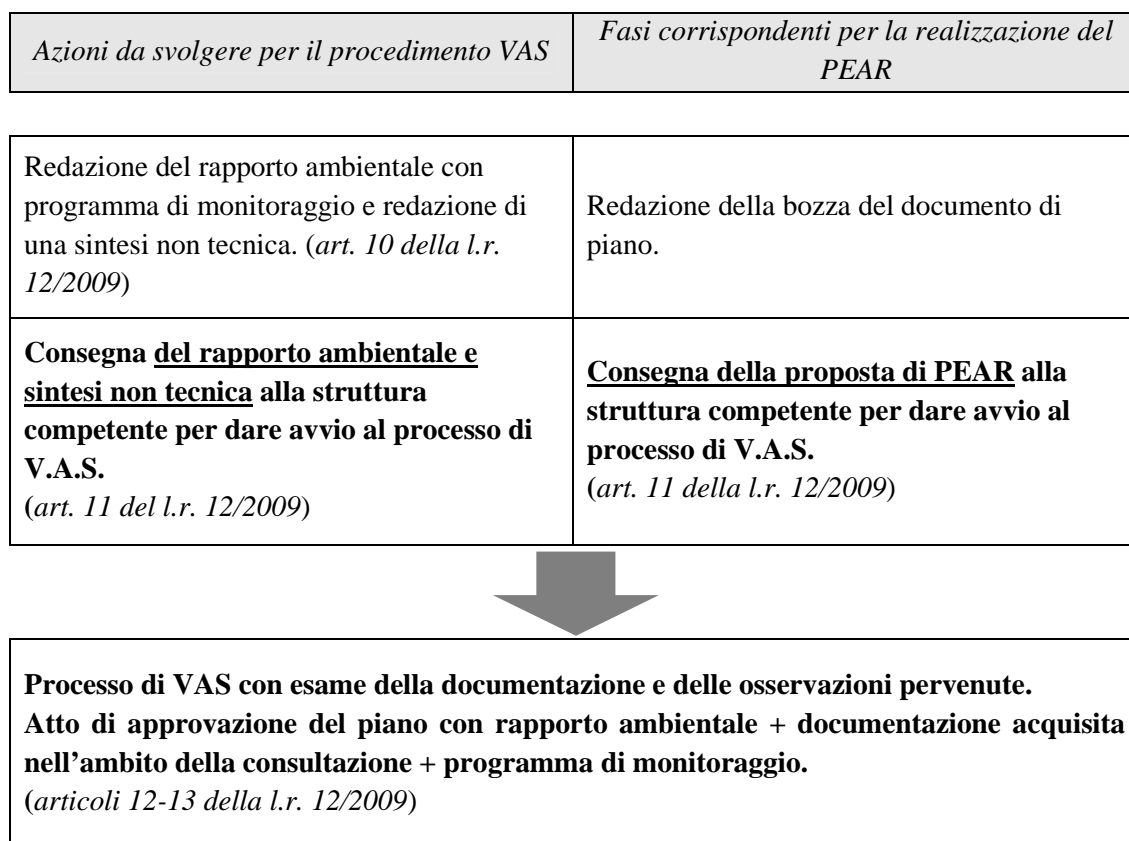 Azioni da svolgere per il procedimento VAS
Fasi corrispondenti per la realizzazione del
PEAR
Redazione del rapporto ambientale con
programma di monitoraggio e redazione di
una sintesi non tecnica. (art. 10 della l.r.
12/2009)
Redazione della bozza del documento di
piano.
Consegna del rapporto ambientale e
sintesi non tecnica alla struttura
competente per dare avvio al processo di
V.A.S.
(art. 11 del l.r. 12/2009)
Consegna della proposta di PEAR alla
struttura competente per dare avvio al
processo di V.A.S.
(art. 11 della l.r. 12/2009)
Processo di VAS con esame della documentazione e delle osservazioni pervenute.
Atto di approvazione del piano con rapporto ambientale + documentazione acquisita
nell'ambito della consultazione + programma di monitoraggio.
(articoli 12-13 della l.r. 12/2009)